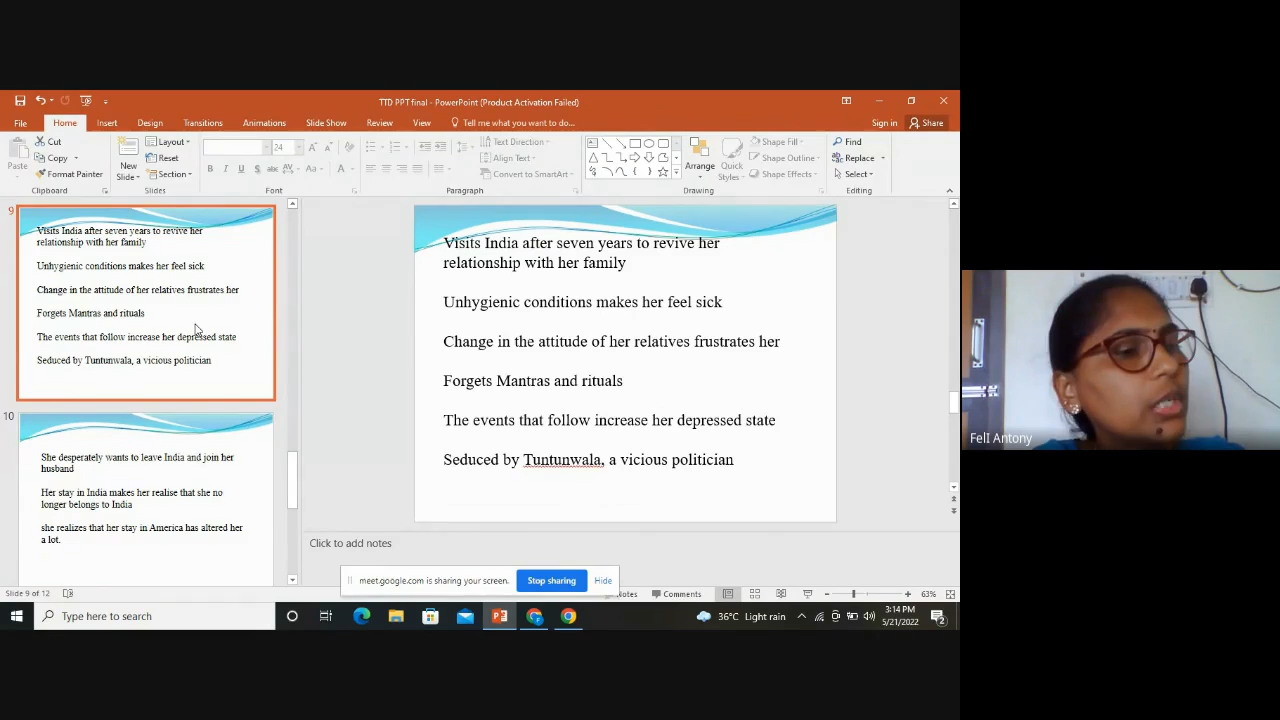 TTD PPT final - PowerPoint (Product Activation Failed)
File Home Insert Design Transitions Animations Slide Show Review View Tell me what you want to do... Sign in Share
Paste Cut Copy Format Painter Clipboard
New Slide Layout Reset Section Slides
24 Font
Text Direction Align Text Convert to SmartArt Paragraph
Arrange Quick Styles Shape Fill Shape Outline Shape Effects Drawing
Find Replace Select Editing
9
Visits India after seven years to revive her
relationship with her family
Unhygienic conditions makes her feel sick
Change in the attitude of her relatives frustrates her
Forgets Mantras and rituals
The events that follow increase her depressed state
Seduced by Tuntunwala, a vicious politician
10
She desperately wants to leave India and join her
husband
Her stay in India makes her realise that she no
longer belongs to India
she realizes that her stay in America has altered her
a lot.
Visits India after seven years to revive her
relationship with her family
Unhygienic conditions makes her feel sick
Change in the attitude of her relatives frustrates her
Forgets Mantras and rituals
The events that follow increase her depressed state
Seduced by Tuntunwala, a vicious politician
Click to add notes
meet.google.com is sharing your screen. Stop sharing Hide
Slide 9 of 12 Notes Comments 63%
Type here to search
36°C Light rain 3:14 PM
5/21/2022
2
FelI Antony